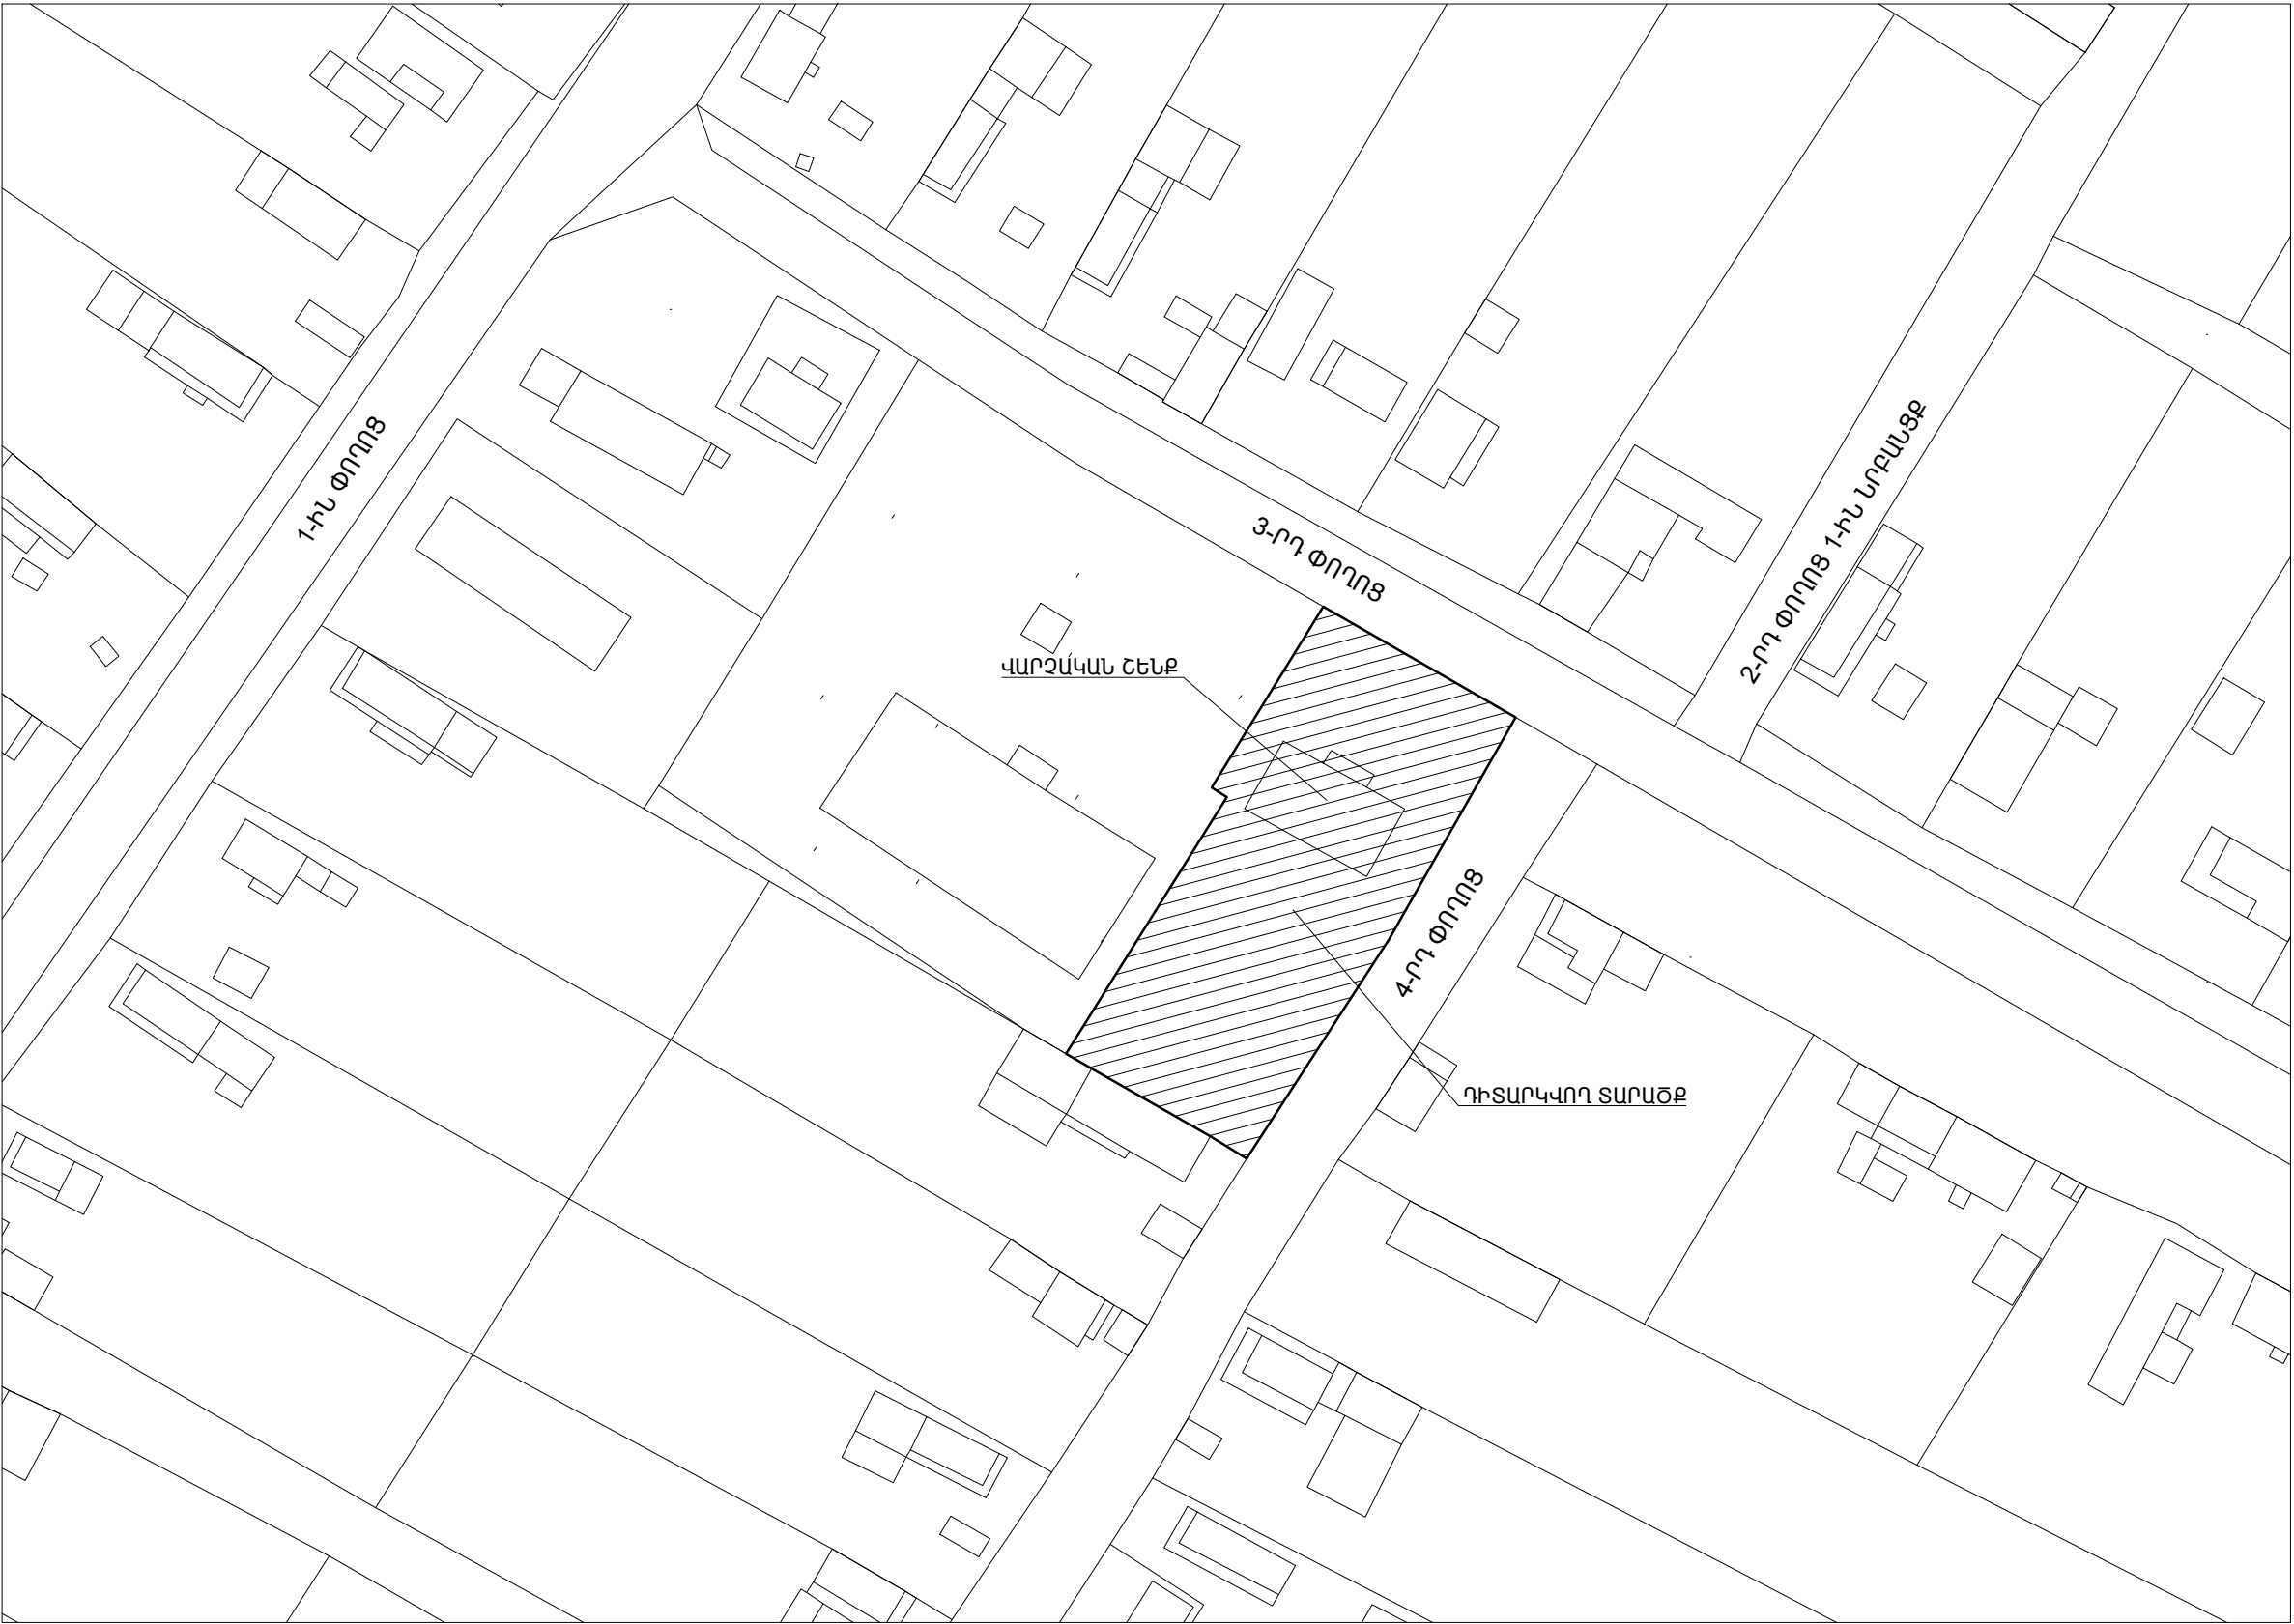 1-ԻՆ ՓՈՂՈՑ
3-ՐԴ ՓՈՂՈՑ
2-ՐԴ ՓՈՂՈՑ 1-ԻՆ ՆՐԲԱՆՑՔ
ՎԱՐՉԱԿԱՆ ՇԵՆՔ
4-ՐԴ ՓՈՂՈՑ
ԴԻՏԱՐԿՎՈՂ ՏԱՐԱԾՔ